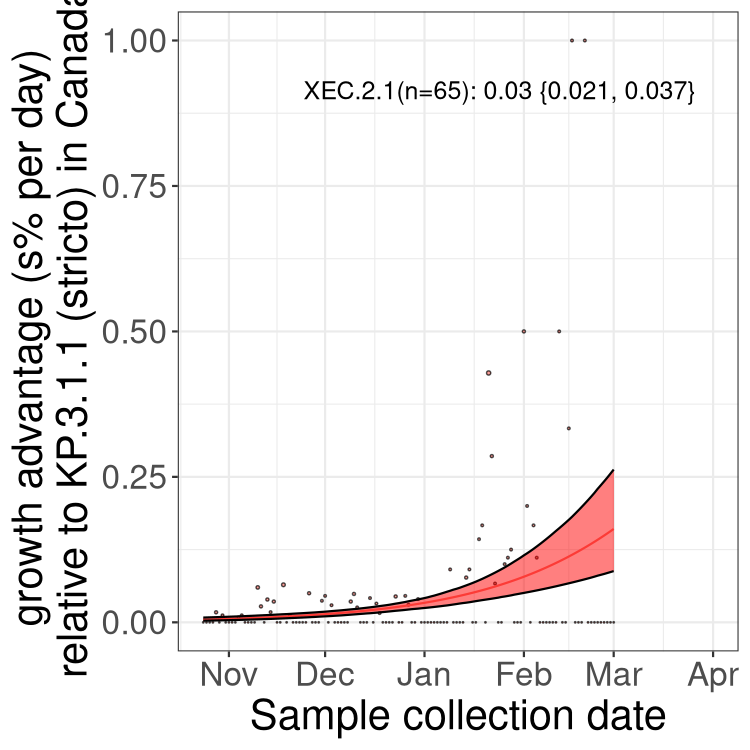 growth advantage (s% per day)
relative to KP.3.1.1 (stricto) in Canada
1.00
0.75
0.50
0.25
0.00
XEC.2.1(n=65): 0.03 {0.021, 0.037}
Nov Dec Jan Feb Mar Apr
Sample collection date